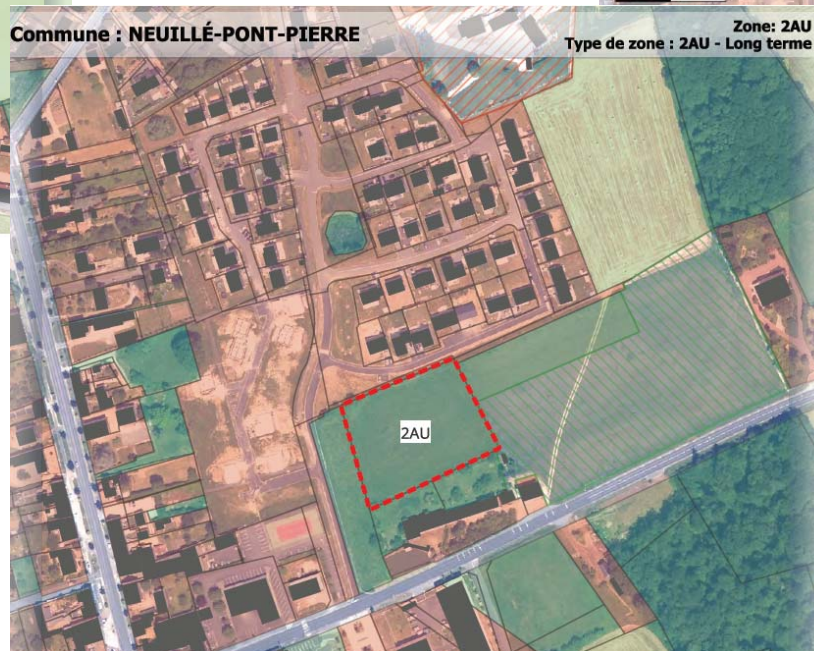 Commune : NEUILLÉ-PONT-PIERRE
Zone: 2AU
Type de zone : 2AU - Long terme
2AU